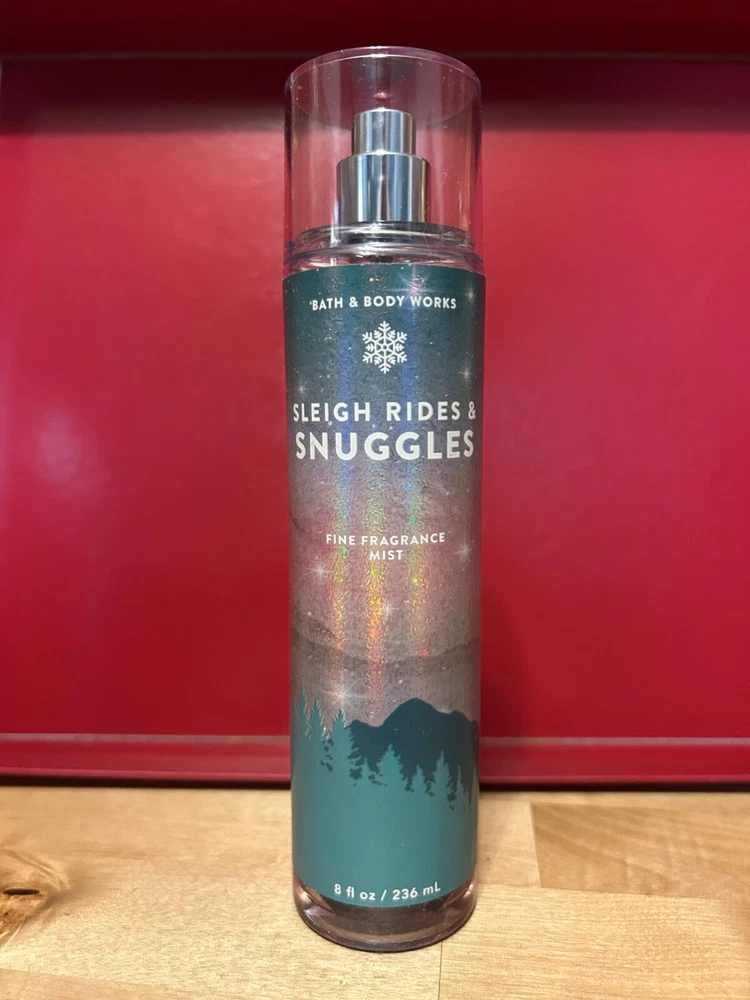 BATH & BODY WORKS
SLEIGH RIDES &
SNUGGLES
FINE FRAGRANCE
MIST
8 fl oz / 236 mL